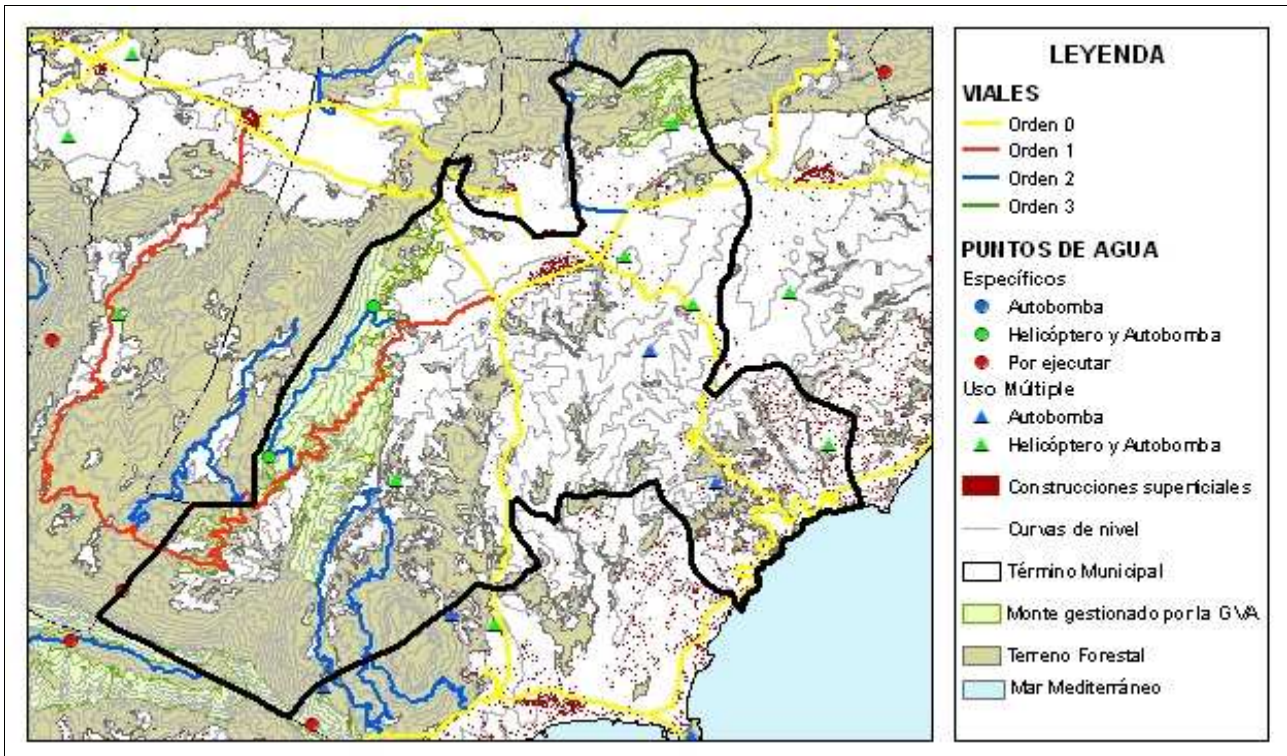 LEYENDA
VIALES
Orden 0
Orden 1
Orden 2
Orden 3
PUNTOS DE AGUA
Específicos
Autobomba
Helicóptero y Autobomba
Por ejecutar
Uso Múltiple
Autobomba
Helicóptero y Autobomba
Construcciones superficiales
Curvas de nivel
Término Municipal
Monte gestionado por la GVA
Terreno Forestal
Mar Mediterráneo